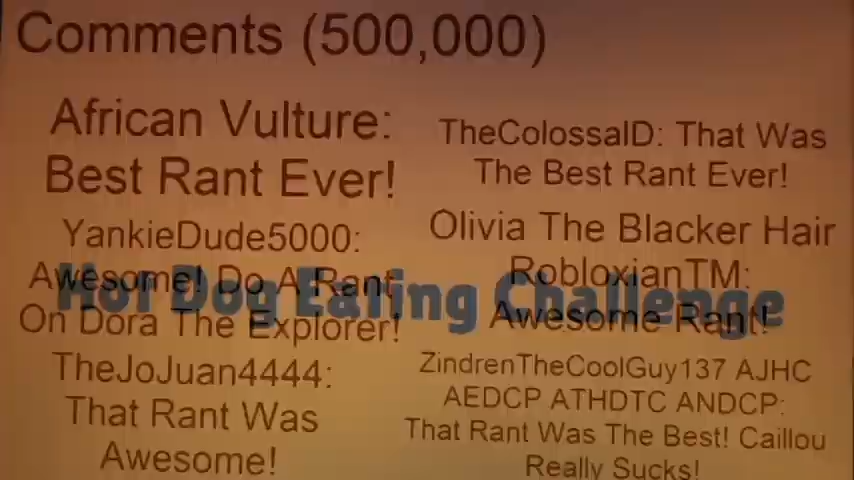 Comments (500,000)
African Vulture:
Best Rant Ever!
TheColossalD: That Was
The Best Rant Ever!
YankieDude5000:
Awesome! Do A Rant
On Dora The Explorer!
Olivia The Blacker Hair
RobloxianTM:
Awesome Rant!
Hot Dog Eating Challenge
TheJoJuan4444:
That Rant Was
Awesome!
ZindrenTheCoolGuy137 AJHC
AEDCP ATHDTC ANDCP:
That Rant Was The Best! Caillou
Really Sucks!